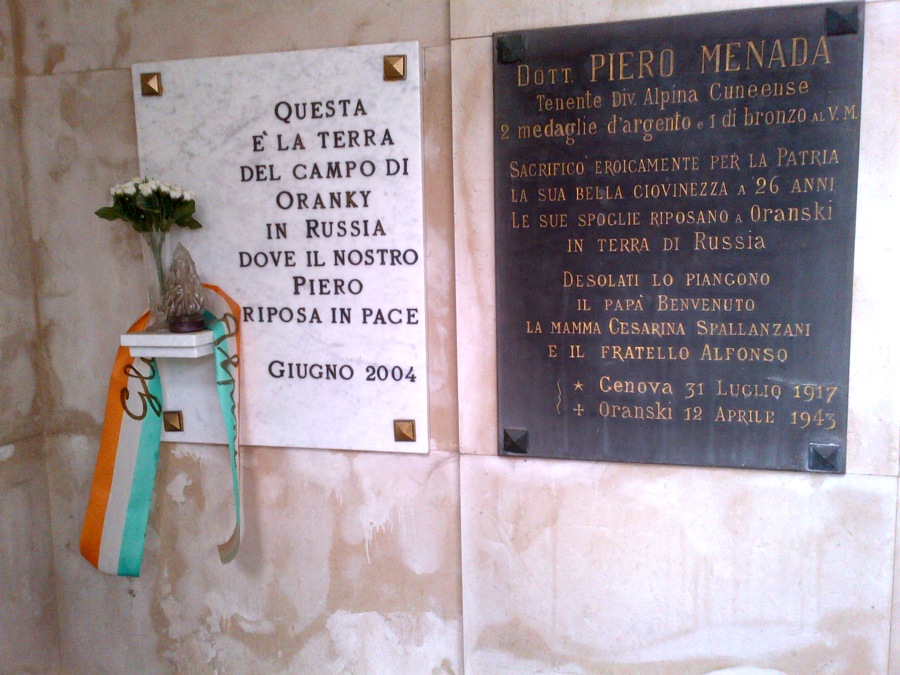 QUESTA
E' LA TERRA
DEL CAMPO DI
ORANKY
IN RUSSIA
DOVE IL NOSTRO
PIERO
RIPOSA IN PACE
GIUGNO 2004
DOTT. PIERO MENADA
TENENTE DIV. ALPINA CUNEENSE
2 MEDAGLIE D'ARGENTO E 1 DI BRONZO AL V.M.
SACRIFICÒ EROICAMENTE PER LA PATRIA
LA SUA BELLA GIOVINEZZA A 26 ANNI
LE SUE SPOGLIE RIPOSANO A ORANSKI
IN TERRA DI RUSSIA
DESOLATI LO PIANGONO
IL PAPÀ BENVENUTO
LA MAMMA CESARINA SPALLANZANI
E IL FRATELLO ALFONSO
★ GENOVA 31 LUGLIO 1917
✝ ORANSKI 12 APRILE 1943